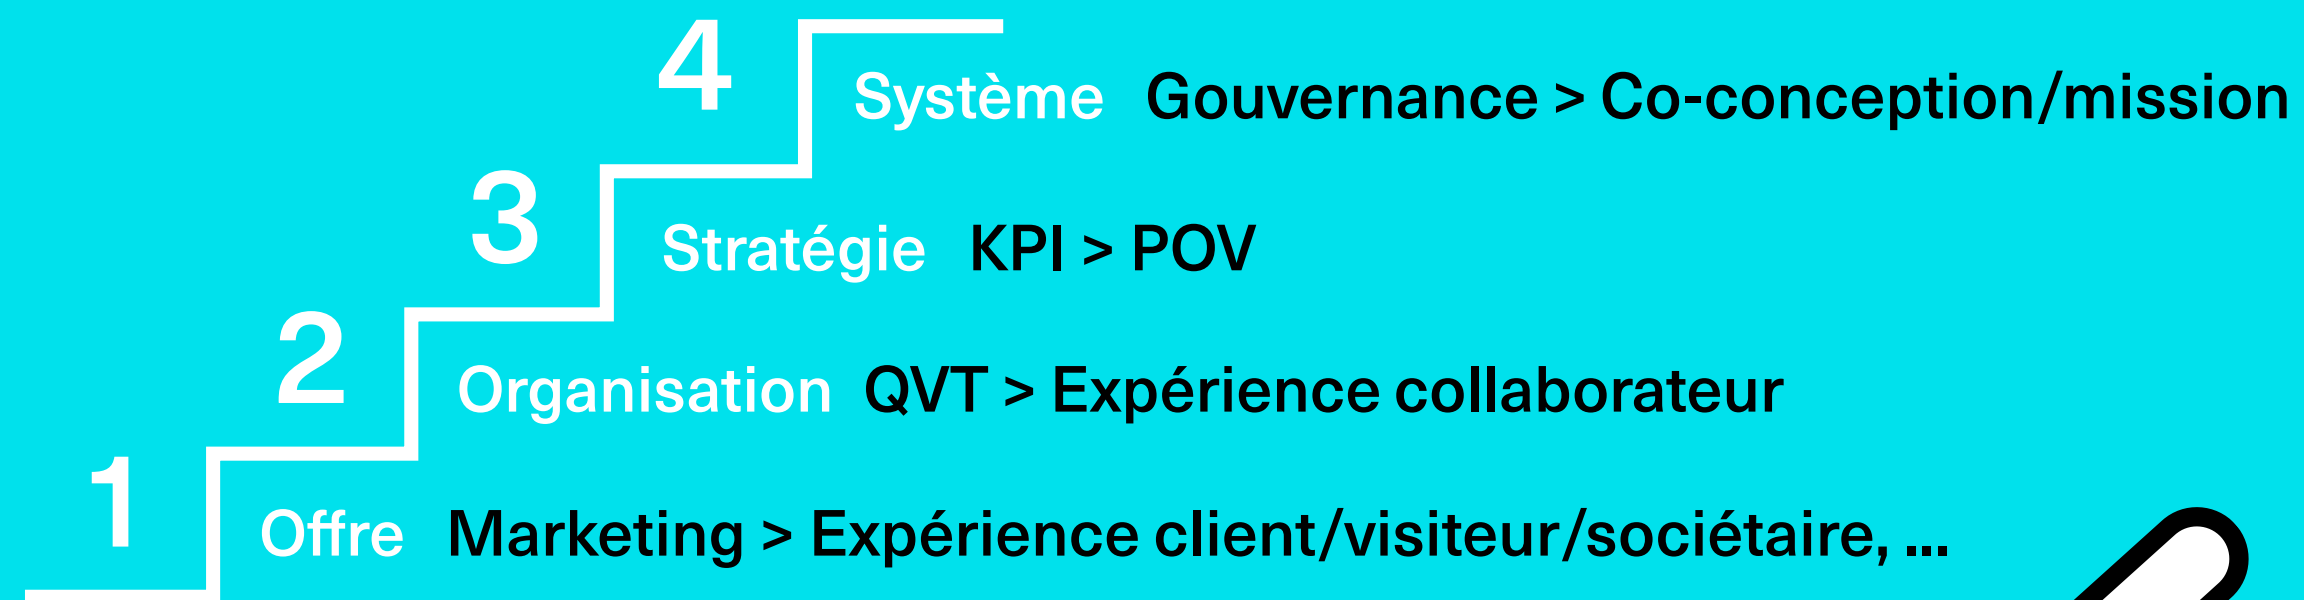 4
Système Gouvernance > Co-conception/mission
3
Stratégie KPI > POV
2
Organisation QVT > Expérience collaborateur
1
Offre Marketing > Expérience client/visiteur/sociétaire, ...